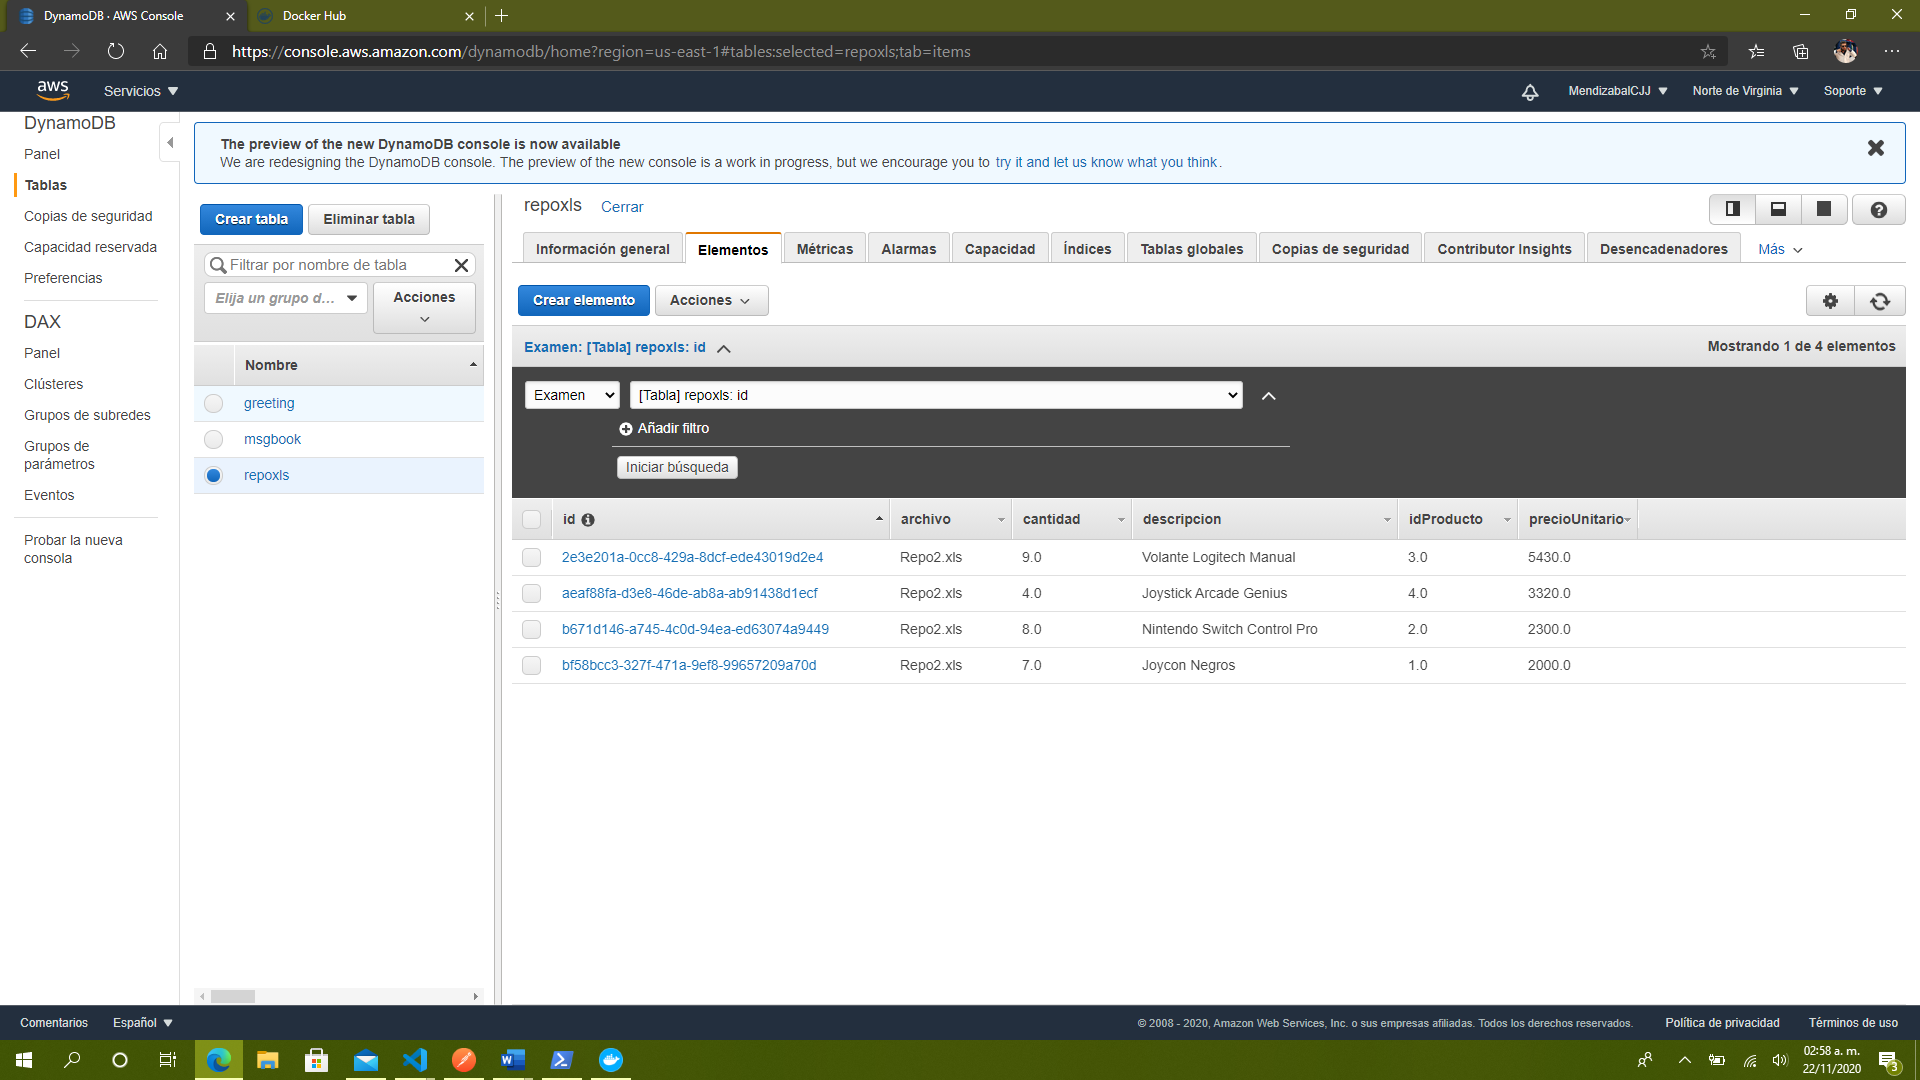 DynamoDB · AWS Console
Docker Hub
https://console.aws.amazon.com/dynamodb/home?region=us-east-1#tables:selected=repoxls;tab=items
aws
Servicios
MendizabalCJJ
Norte de Virginia
Soporte
DynamoDB
Panel
Tablas
Copias de seguridad
Capacidad reservada
Preferencias
DAX
Panel
Clústeres
Grupos de subredes
Grupos de
parámetros
Eventos
Probar la nueva
consola
The preview of the new DynamoDB console is now available
We are redesigning the DynamoDB console. The preview of the new console is a work in progress, but we encourage you to try it and let us know what you think.
Crear tabla
Eliminar tabla
Filtrar por nombre de tabla
Elija un grupo d...
Acciones
Nombre
greeting
msgbook
repoxls
repoxls
Cerrar
Información general
Elementos
Métricas
Alarmas
Capacidad
Índices
Tablas globales
Copias de seguridad
Contributor Insights
Desencadenadores
Más
Crear elemento
Acciones
Examen: [Tabla] repoxls: id
Mostrando 1 de 4 elementos
Examen
[Tabla] repoxls: id
Añadir filtro
Iniciar búsqueda
id archivo cantidad descripcion idProducto precioUnitario
2e3e201a-0cc8-429a-8dcf-ede43019d2e4 Repo2.xls 9.0 Volante Logitech Manual 3.0 5430.0
aeaf88fa-d3e8-46de-ab8a-ab91438d1ecf Repo2.xls 4.0 Joystick Arcade Genius 4.0 3320.0
b671d146-a745-4c0d-94ea-ed63074a9449 Repo2.xls 8.0 Nintendo Switch Control Pro 2.0 2300.0
bf58bcc3-327f-471a-9ef8-99657209a70d Repo2.xls 7.0 Joycon Negros 1.0 2000.0
Comentarios
Español
© 2008 - 2020, Amazon Web Services, Inc. o sus empresas afiliadas. Todos los derechos reservados.
Política de privacidad
Términos de uso
02:58 a. m.
22/11/2020
3